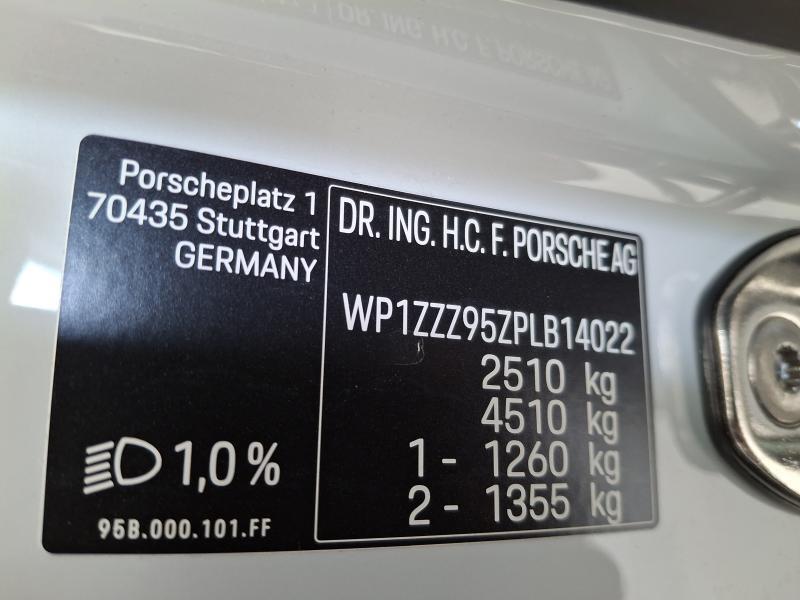 Porscheplatz 1
70435 Stuttgart
GERMANY
1,0 %
95B.000.101.FF
DR. ING. H.C. F. PORSCHE AG
WP1ZZZ95ZPLB14022
2510 kg
4510 kg
1 - 1260 kg
2 - 1355 kg